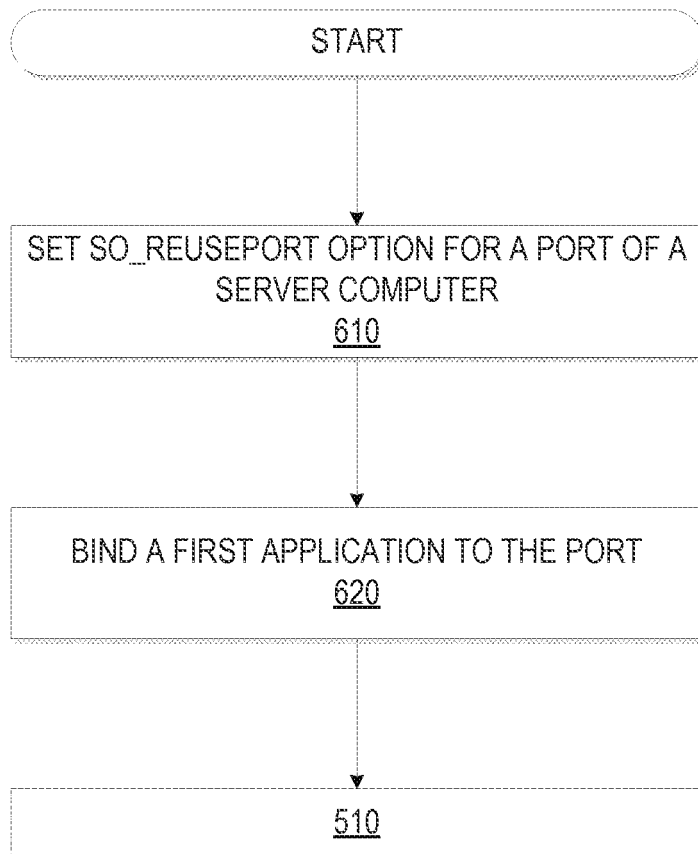 START
SET SO_REUSEPORT OPTION FOR A PORT OF A
SERVER COMPUTER
610
BIND A FIRST APPLICATION TO THE PORT
620
510